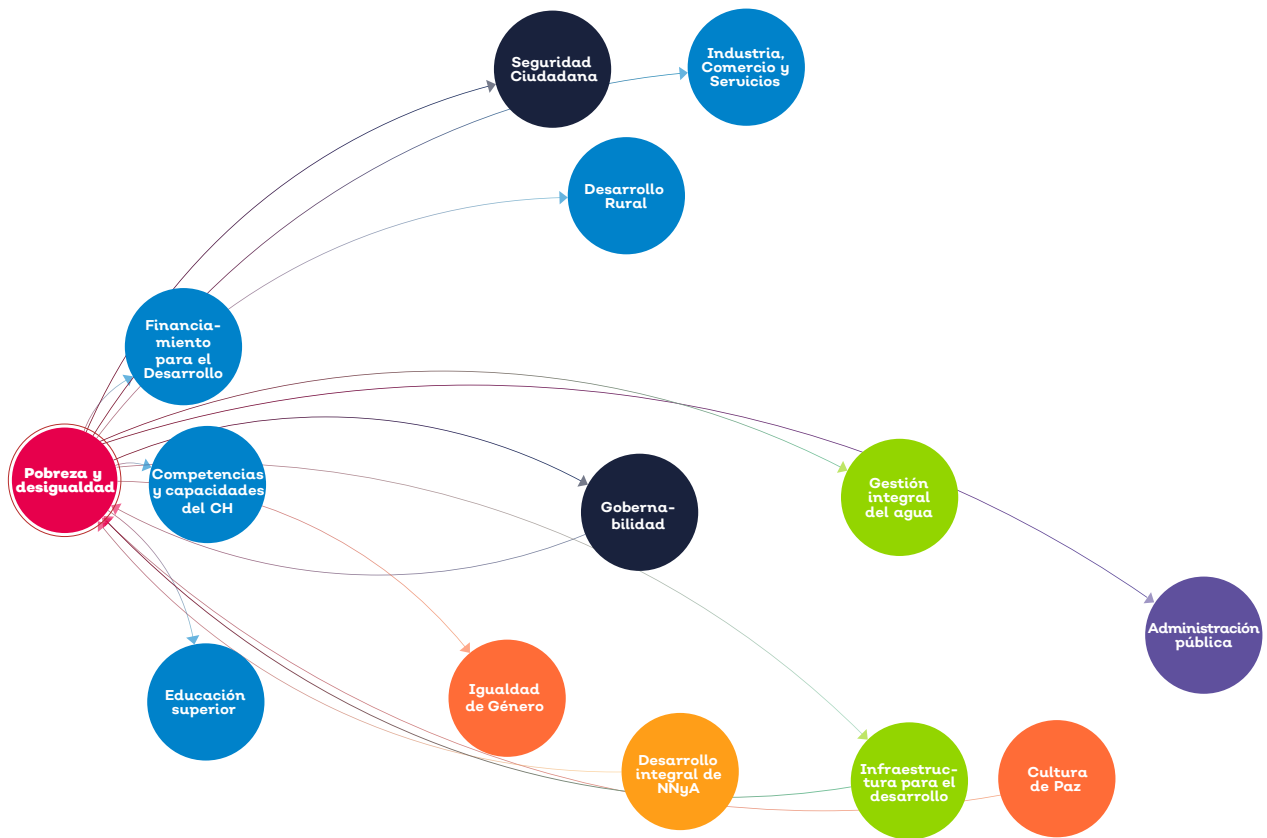 Seguridad
Ciudadana
Industria,
Comercio y
Servicios
Desarrollo
Rural
Financia-
miento
para el
Desarrollo
Pobreza y
desigualdad
Competencias
y capacidades
del CH
Goberna-
bilidad
Gestión
integral
del agua
Administración
pública
Educación
superior
Igualdad
de Género
Desarrollo
integral de
NNyA
Infraestruc-
tura para el
desarrollo
Cultura
de Paz